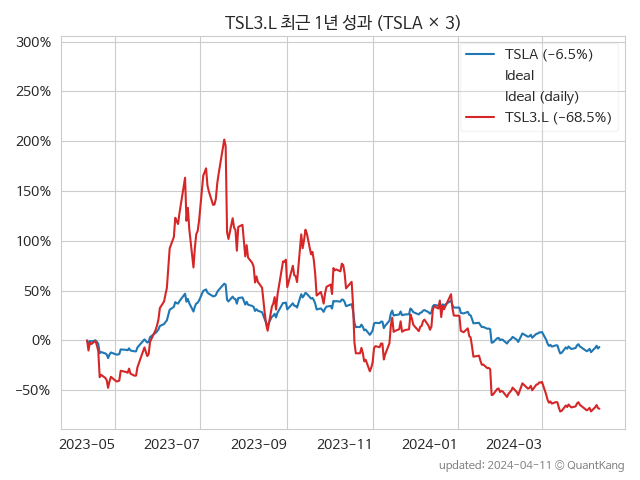 TSL3.L 최근 1년 성과 (TSLA × 3)
300%
250%
200%
150%
100%
50%
0%
−50%
TSLA (−6.5%)
Ideal
Ideal (daily)
TSL3.L (−68.5%)
2023-05 2023-07 2023-09 2023-11 2024-01 2024-03
updated: 2024-04-11 © QuantKang